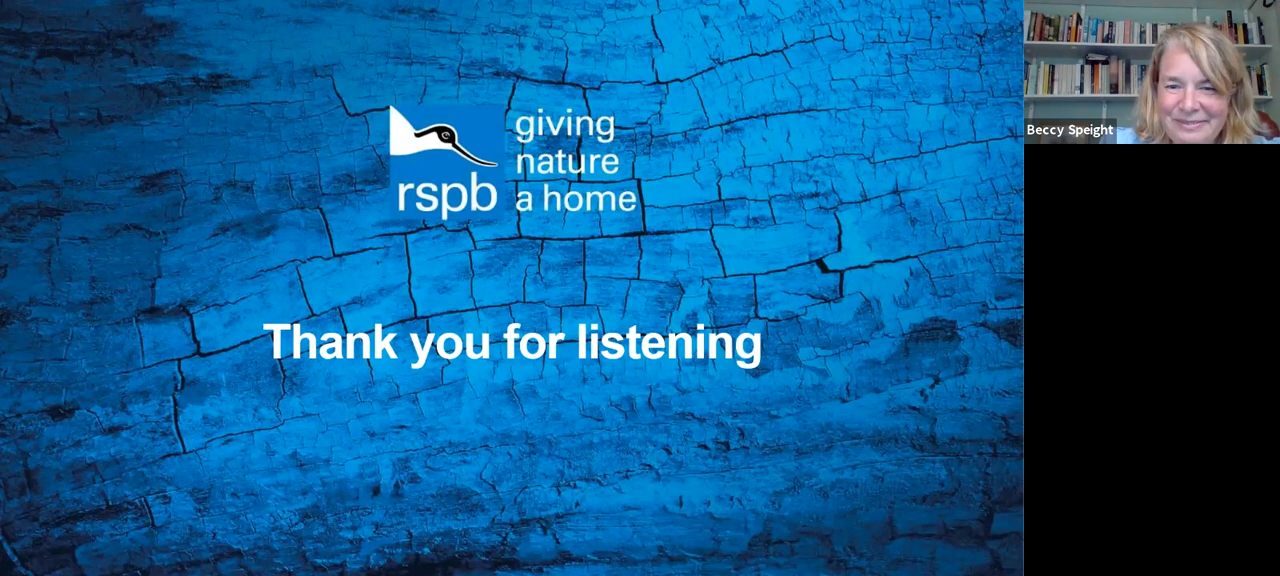 giving
nature
a home
rspb
Thank you for listening
Beccy Speight